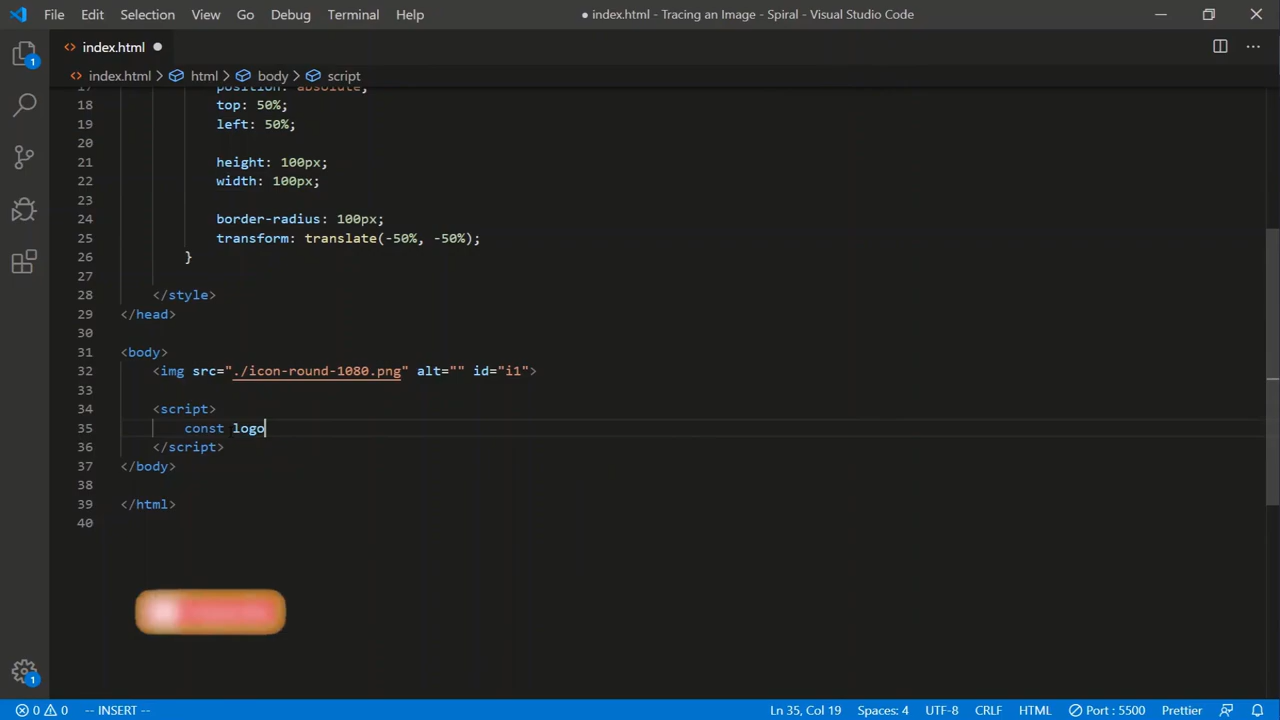 File Edit Selection View Go Debug Terminal Help ● index.html - Tracing an Image - Spiral - Visual Studio Code
index.html
index.html > html > body > script
17 position: absolute;
18 top: 50%;
19 left: 50%;
20
21 height: 100px;
22 width: 100px;
23
24 border-radius: 100px;
25 transform: translate(-50%, -50%);
26 }
27
28 </style>
29 </head>
30
31 <body>
32 <img src="./icon-round-1080.png" alt="" id="i1">
33
34 <script>
35 const logo
36 </script>
37 </body>
38
39 </html>
40
1
1
0 0 -- INSERT -- Ln 35, Col 19 Spaces: 4 UTF-8 CRLF HTML Port : 5500 Prettier